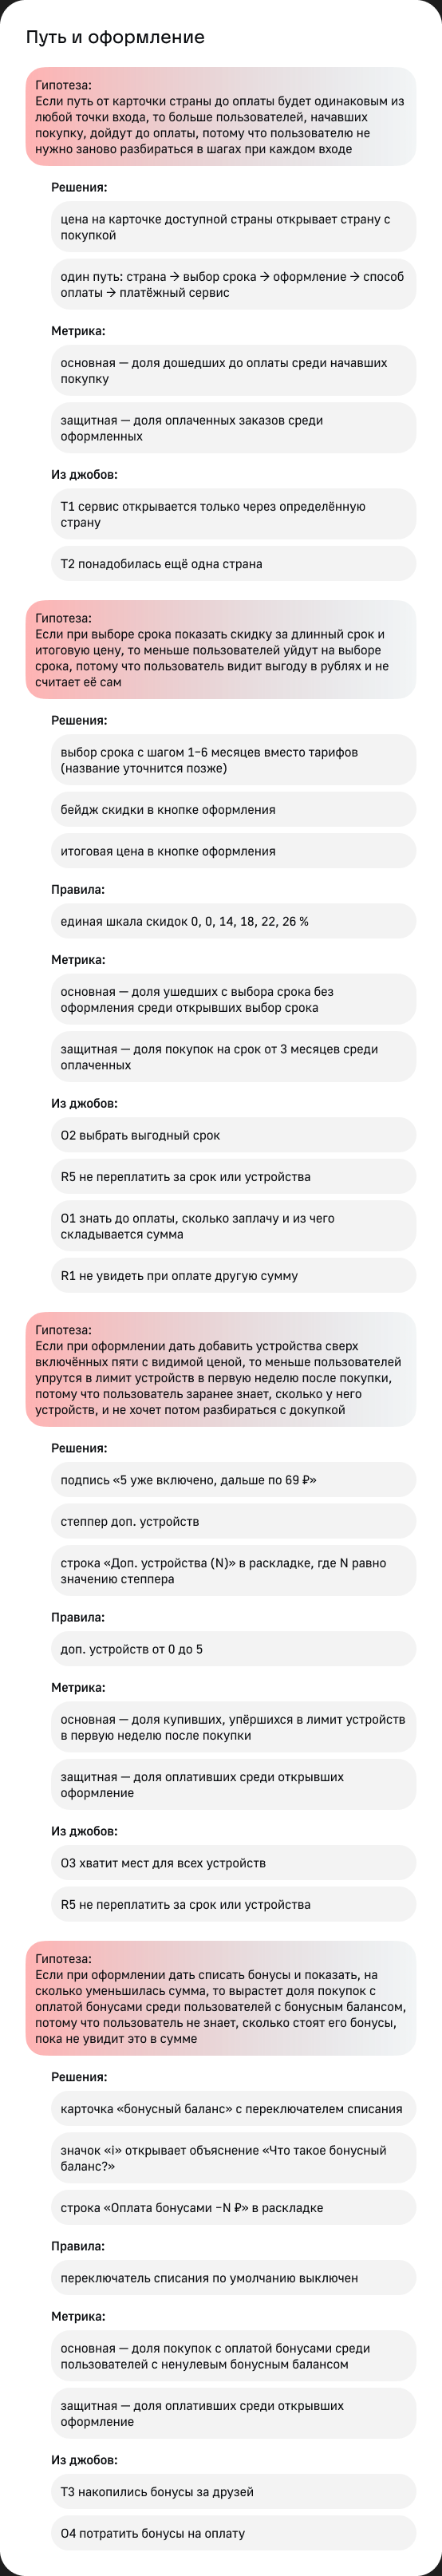 Путь и оформление
Гипотеза:
Если путь от карточки страны до оплаты будет одинаковым из
любой точки входа, то больше пользователей, начавших
покупку, дойдут до оплаты, потому что пользователю не
нужно заново разбираться в шагах при каждом входе
Решения:
цена на карточке доступной страны открывает страну с
покупкой
один путь: страна → выбор срока → оформление → способ
оплаты → платёжный сервис
Метрика:
основная — доля дошедших до оплаты среди начавших
покупку
защитная — доля оплаченных заказов среди
оформленных
Из джобов:
T1 сервис открывается только через определённую
страну
T2 понадобилась ещё одна страна
Гипотеза:
Если при выборе срока показать скидку за длинный срок и
итоговую цену, то меньше пользователей уйдут на выборе
срока, потому что пользователь видит выгоду в рублях и не
считает её сам
Решения:
выбор срока с шагом 1–6 месяцев вместо тарифов
(название уточнится позже)
бейдж скидки в кнопке оформления
итоговая цена в кнопке оформления
Правила:
единая шкала скидок 0, 0, 14, 18, 22, 26 %
Метрика:
основная — доля ушедших с выбора срока без
оформления среди открывших выбор срока
защитная — доля покупок на срок от 3 месяцев среди
оплаченных
Из джобов:
O2 выбрать выгодный срок
R5 не переплатить за срок или устройства
O1 знать до оплаты, сколько заплачу и из чего
складывается сумма
R1 не увидеть при оплате другую сумму
Гипотеза:
Если при оформлении дать добавить устройства сверх
включённых пяти с видимой ценой, то меньше пользователей
упрутся в лимит устройств в первую неделю после покупки,
потому что пользователь заранее знает, сколько у него
устройств, и не хочет потом разбираться с докупкой
Решения:
подпись «5 уже включено, дальше по 69 ₽»
степпер доп. устройств
строка «Доп. устройства (N)» в раскладке, где N равно
значению степпера
Правила:
доп. устройств от 0 до 5
Метрика:
основная — доля купивших, упёршихся в лимит устройств
в первую неделю после покупки
защитная — доля оплативших среди открывших
оформление
Из джобов:
O3 хватит мест для всех устройств
R5 не переплатить за срок или устройства
Гипотеза:
Если при оформлении дать списать бонусы и показать, на
сколько уменьшилась сумма, то вырастет доля покупок с
оплатой бонусами среди пользователей с бонусным балансом,
потому что пользователь не знает, сколько стоят его бонусы,
пока не увидит это в сумме
Решения:
карточка «бонусный баланс» с переключателем списания
значок «i» открывает объяснение «Что такое бонусный
баланс?»
строка «Оплата бонусами −N ₽» в раскладке
Правила:
переключатель списания по умолчанию выключен
Метрика:
основная — доля покупок с оплатой бонусами среди
пользователей с ненулевым бонусным балансом
защитная — доля оплативших среди открывших
оформление
Из джобов:
T3 накопились бонусы за друзей
O4 потратить бонусы на оплату